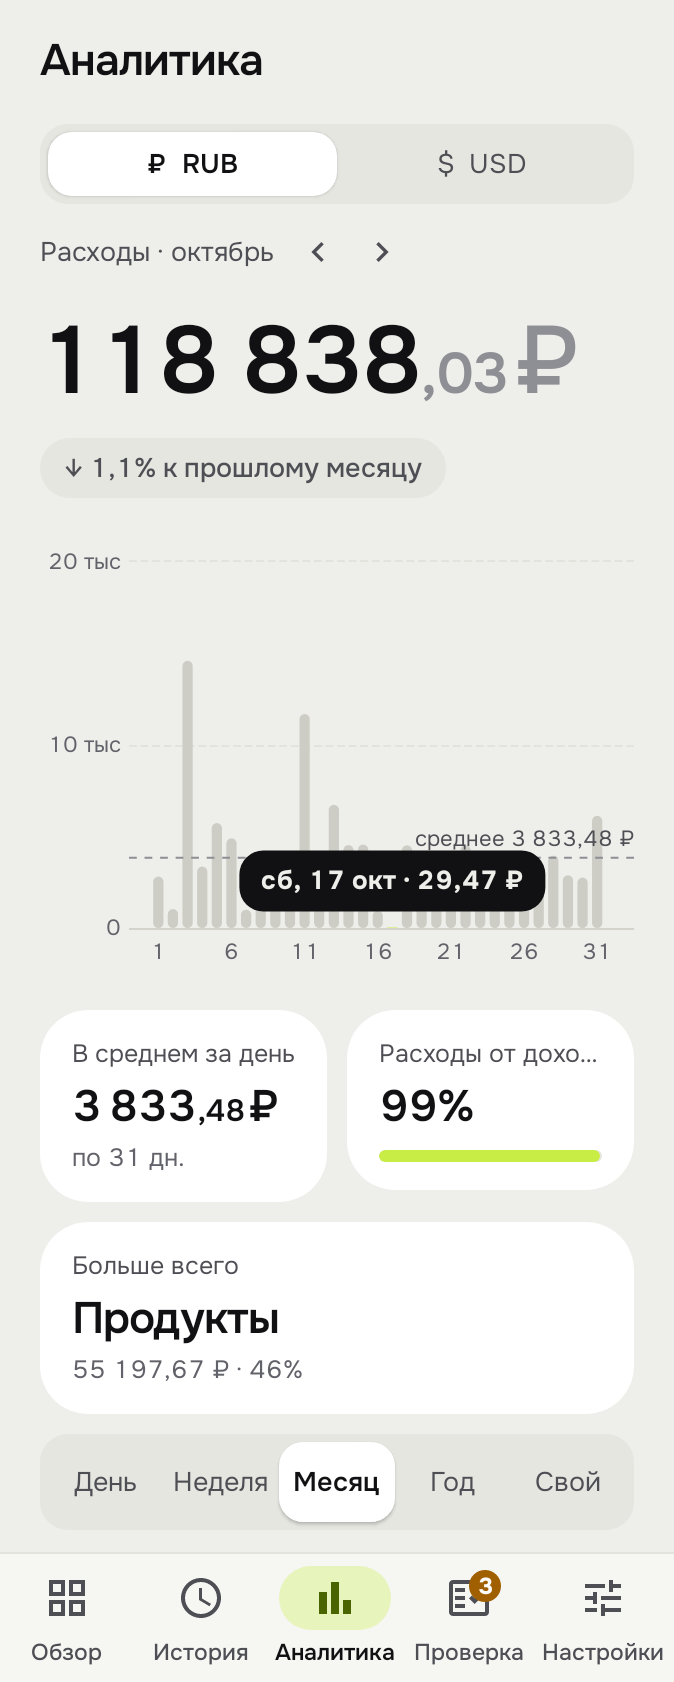 Аналитика
₽ RUB
$ USD
Расходы · октябрь
118 838,03 ₽
↓ 1,1% к прошлому месяцу
20 тыс
10 тыс
среднее 3 833,48 ₽
сб, 17 окт · 29,47 ₽
0
1 6 11 16 21 26 31
В среднем за день
3 833,48 ₽
по 31 дн.
Расходы от дохо...
99%
Больше всего
Продукты
55 197,67 ₽ · 46%
День Неделя Месяц Год Свой
3
Обзор История Аналитика Проверка Настройки